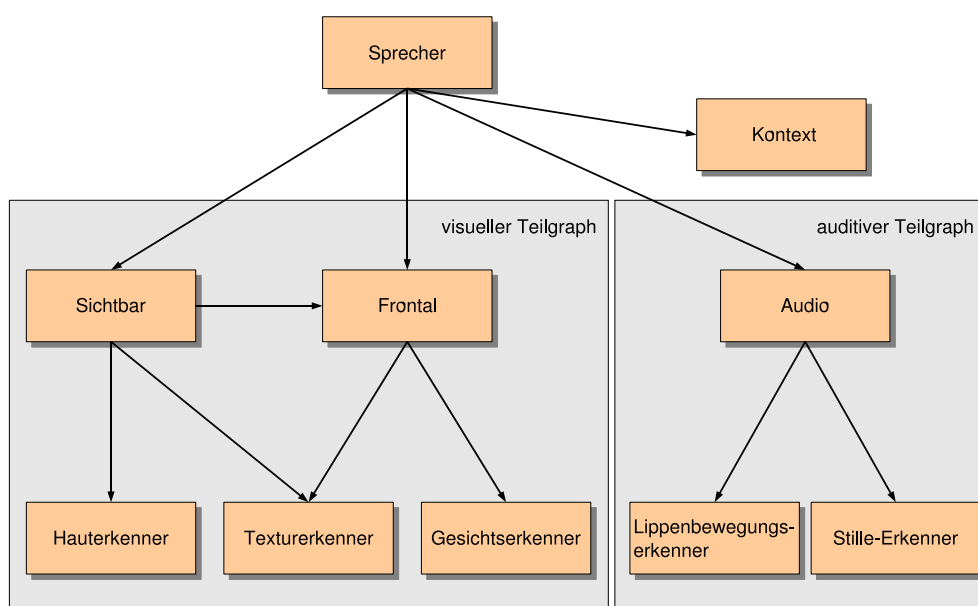 Sprecher
Kontext
visueller Teilgraph
auditiver Teilgraph
Sichtbar
Frontal
Audio
Hauterkenner
Texturerkenner
Gesichtserkenner
Lippenbewegungs-
erkenner
Stille-Erkenner